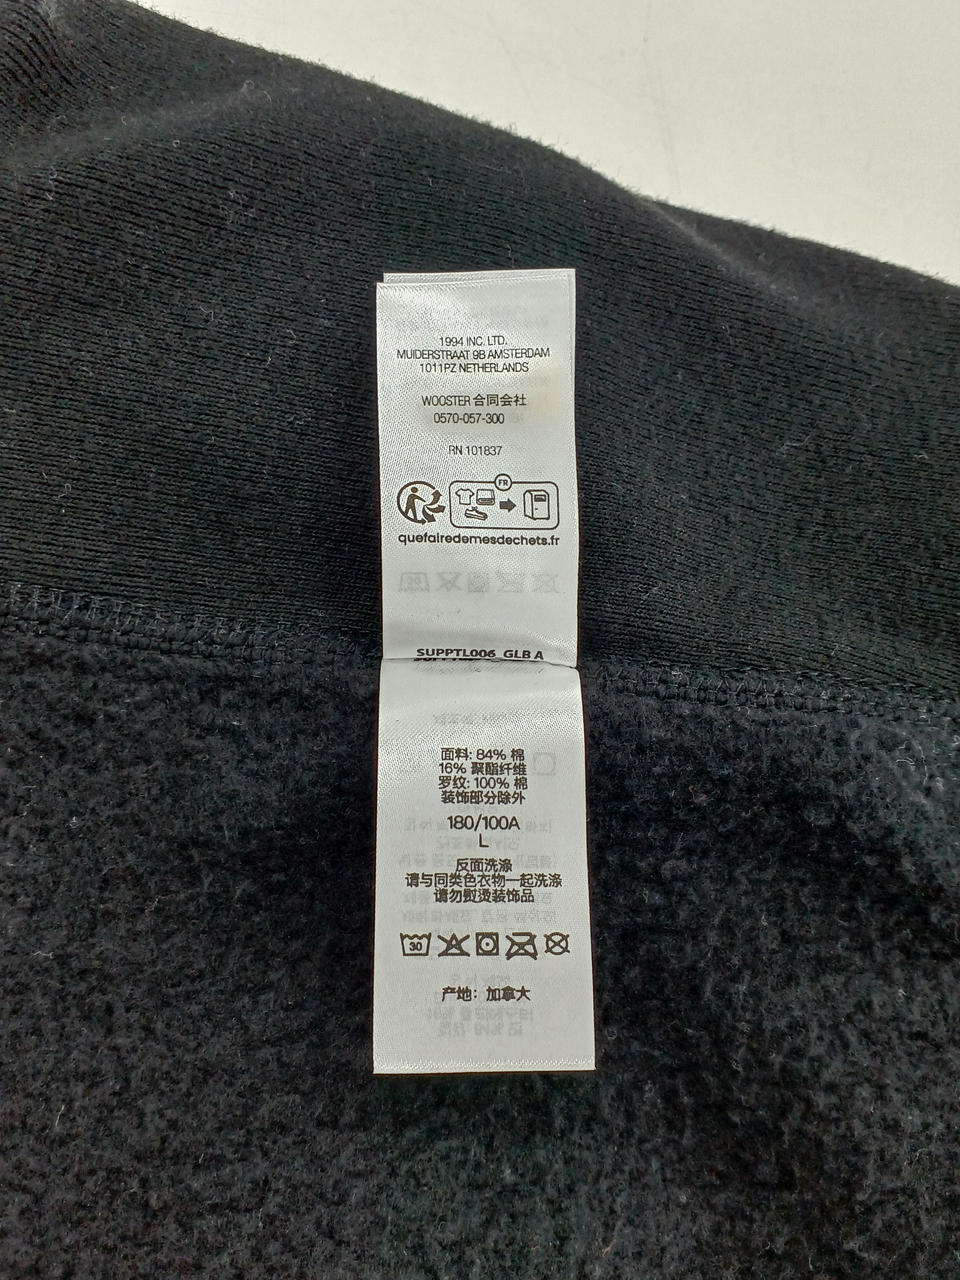 1994 INC. LTD.
MUIDERSTRAAT 9B AMSTERDAM
1011PZ NETHERLANDS
WOOSTER 合同会社
0570-057-300
RN 101837
FR
quefairedemesdechets.fr
SUPPTL006_GLB A
面料: 84% 棉
16% 聚酯纤维
罗纹: 100% 棉
装饰部分除外
180/100A
L
反面洗涤
请与同类色衣物一起洗涤
请勿熨烫装饰品
30
产地: 加拿大